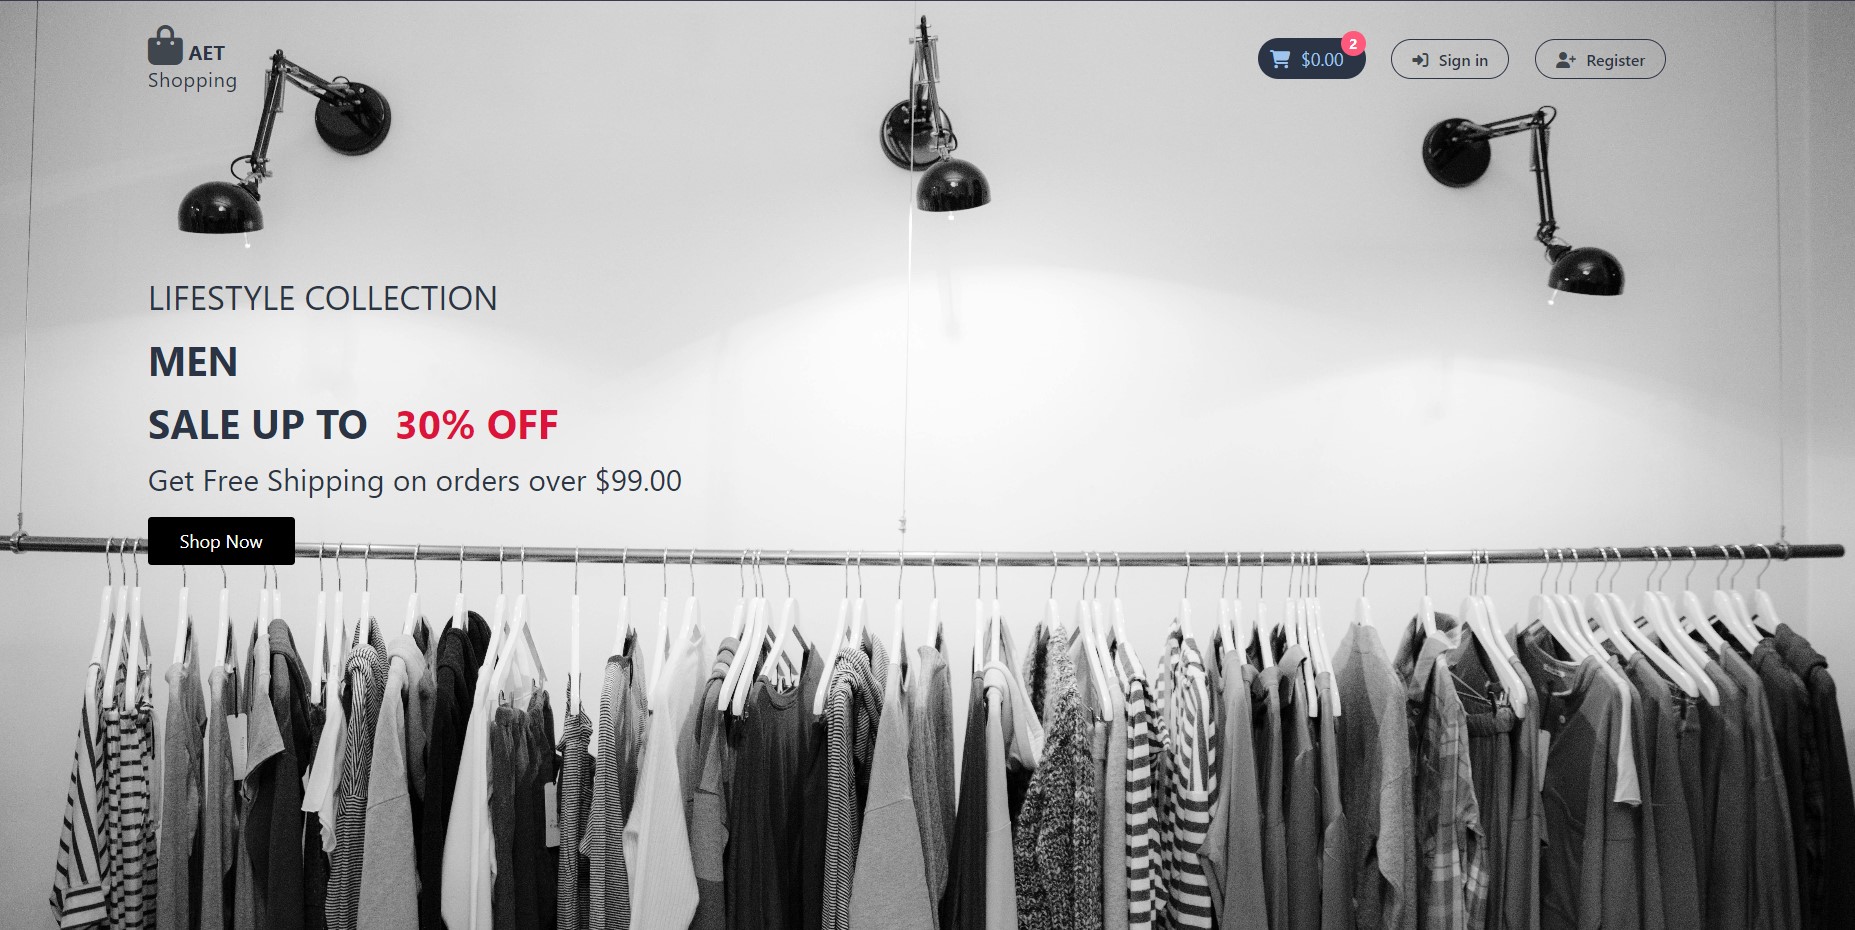 AET
Shopping
$0.00
2
Sign in
Register
LIFESTYLE COLLECTION
MEN
SALE UP TO 30% OFF
Get Free Shipping on orders over $99.00
Shop Now